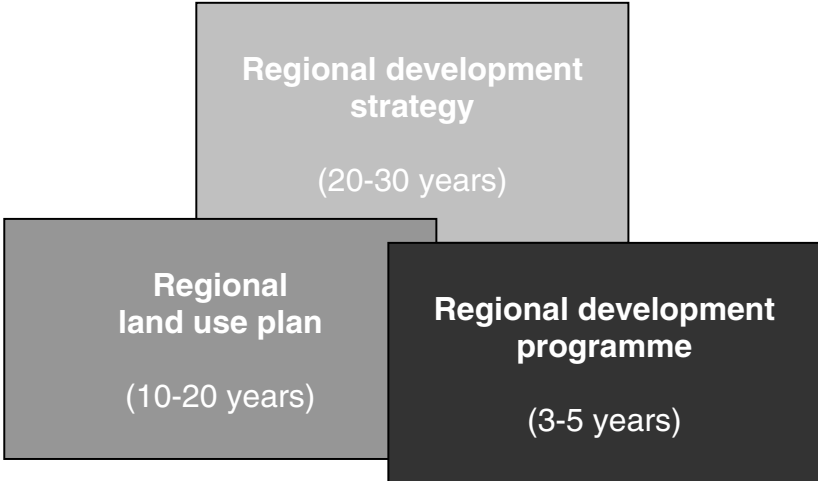 Regional development
strategy
(20-30 years)
Regional
land use plan
(10-20 years)
Regional development
programme
(3-5 years)